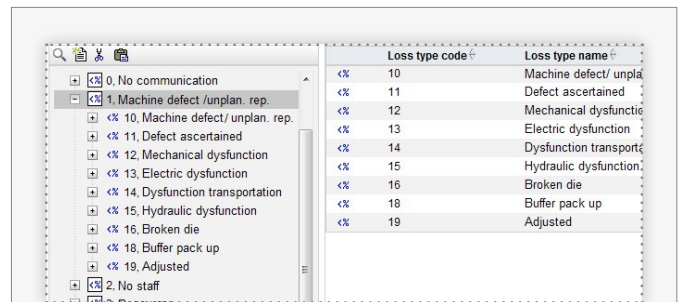 0, No communication
1, Machine defect /unplan. rep.
10, Machine defect/ unplan. rep.
11, Defect ascertained
12, Mechanical dysfunction
13, Electric dysfunction
14, Dysfunction transportation
15, Hydraulic dysfunction
16, Broken die
18, Buffer pack up
19, Adjusted
2, No staff
Loss type code Loss type name
10 Machine defect/ unpla
11 Defect ascertained
12 Mechanical dysfunctio
13 Electric dysfunction
14 Dysfunction transporta
15 Hydraulic dysfunction
16 Broken die
18 Buffer pack up
19 Adjusted